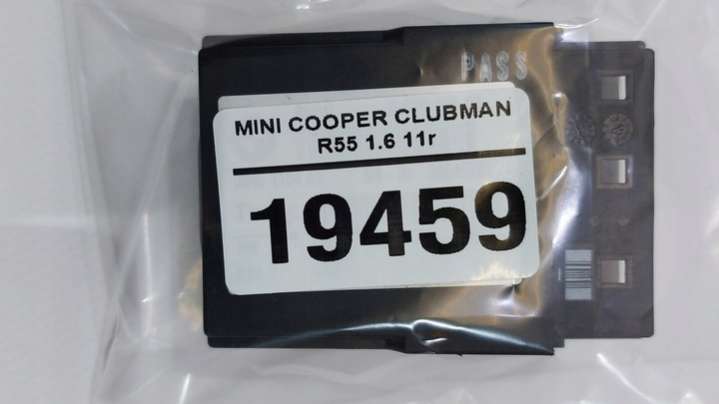 PASS
MINI COOPER CLUBMAN
R55 1.6 11r
19459